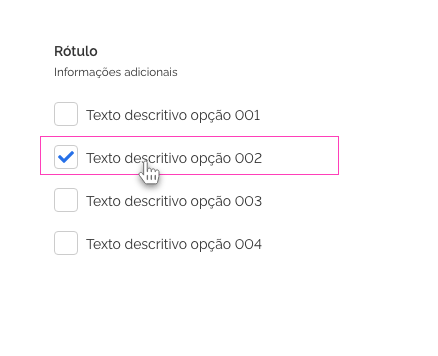 Rótulo
Informações adicionais
Texto descritivo opção 001
Texto descritivo opção 002
Texto descritivo opção 003
Texto descritivo opção 004